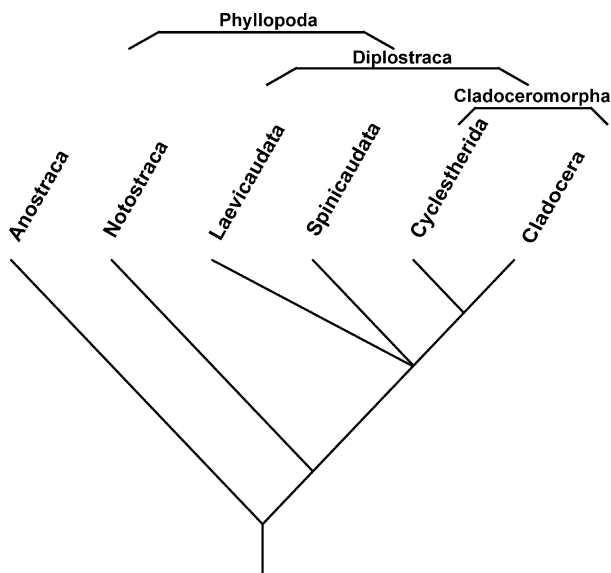 Phyllopoda
Diplostraca
Cladoceromorpha
Anostraca
Notostraca
Laevicaudata
Spinicaudata
Cyclestherida
Cladocera